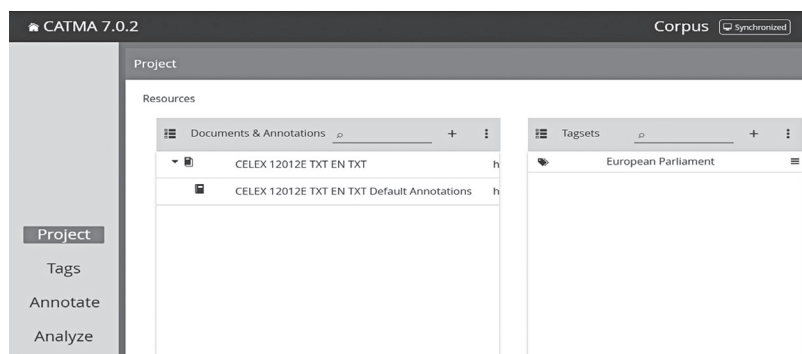 CATMA 7.0.2
Corpus Synchronized
Project
Resources
Documents & Annotations
Tagsets
CELEX 12012E TXT EN TXT h
European Parliament
CELEX 12012E TXT EN TXT Default Annotations h
Project
Tags
Annotate
Analyze